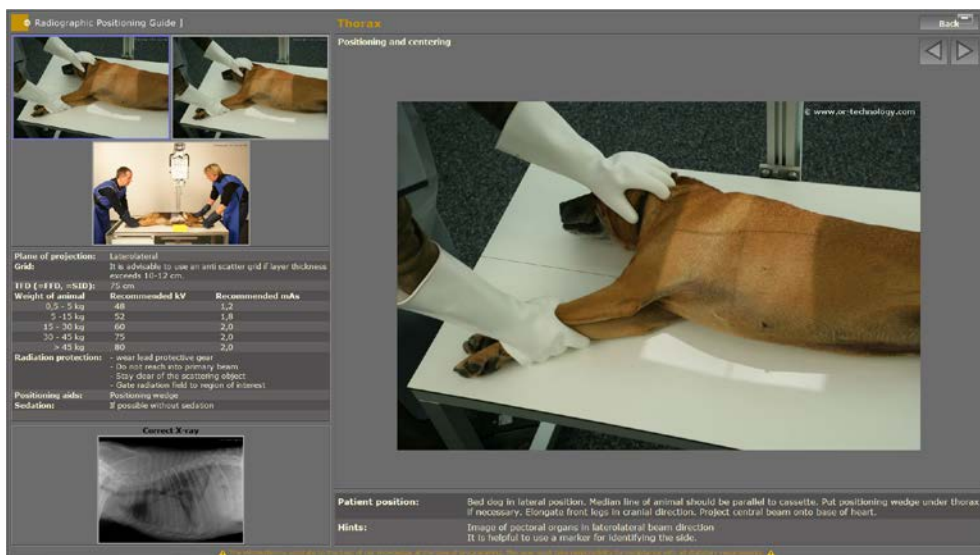 Radiographic Positioning Guide ]
Thorax
Back
Positioning and centering
© www.or-technology.com
Plane of projection: Laterolateral
Grid: It is advisable to use an anti scatter grid if layer thickness
exceeds 10-12 cm.
TFD (=FFD, =SID): 75 cm
Weight of animal Recommended kV Recommended mAs
0,5 - 5 kg 48 1,2
5 -15 kg 52 1,8
15 - 30 kg 60 2,0
30 - 45 kg 75 2,0
> 45 kg 80 2,0
Radiation protection: - wear lead protective gear
- Do not reach into primary beam
- Stay clear of the scattering object
- Gate radiation field to region of interest
Positioning aids: Positioning wedge
Sedation: If possible without sedation
Correct X-ray
Patient position: Bed dog in lateral position. Median line of animal should be parallel to cassette. Put positioning wedge under thorax
if necessary. Elongate front legs in cranial direction. Project central beam onto base of heart.
Hints: Image of pectoral organs in laterolateral beam direction
It is helpful to use a marker for identifying the side.